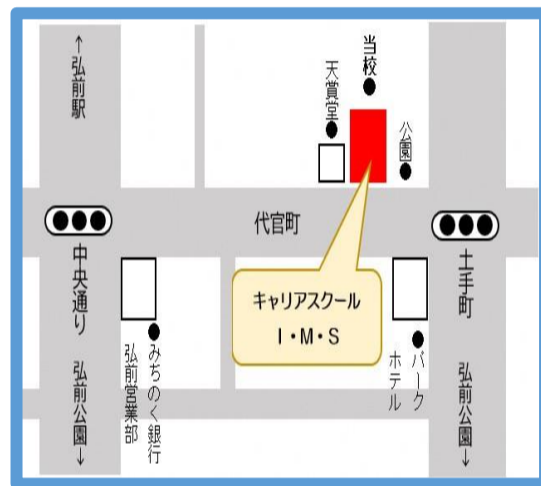 ↑弘前駅
中央通り
弘前公園↓
みちのく銀行
弘前営業部
代官町
天賞堂
当校
公園
キャリアスクール
I・M・S
パーク
ホテル
土手町
弘前公園↓